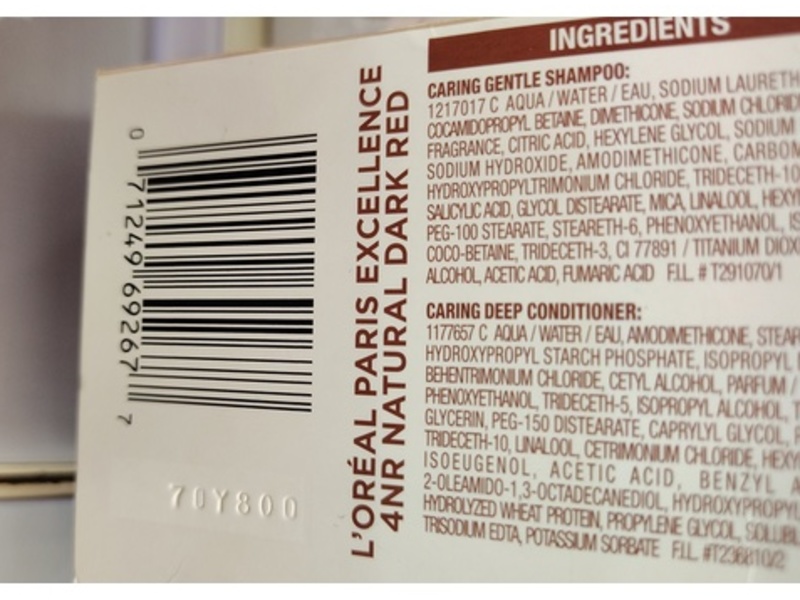 0 71249 69267 7
70Y800
L'ORÉAL PARIS EXCELLENCE
4NR NATURAL DARK RED
INGREDIENTS
CARING GENTLE SHAMPOO:
1217017 C AQUA / WATER / EAU, SODIUM LAURETH
COCAMIDOPROPYL BETAINE, DIMETHICONE, SODIUM CHLORID
FRAGRANCE, CITRIC ACID, HEXYLENE GLYCOL, SODIUM
SODIUM HYDROXIDE, AMODIMETHICONE, CARBOM
HYDROXYPROPYLTRIMONIUM CHLORIDE, TRIDECETH-10
SALICYLIC ACID, GLYCOL DISTEARATE, MICA, LINALOOL, HEXY
PEG-100 STEARATE, STEARETH-6, PHENOXYETHANOL, IS
COCO-BETAINE, TRIDECETH-3, CI 77891 / TITANIUM DIOX
ALCOHOL, ACETIC ACID, FUMARIC ACID F.I.L. # T291070/1
CARING DEEP CONDITIONER:
1177657 C AQUA / WATER / EAU, AMODIMETHICONE, STEAR
HYDROXYPROPYL STARCH PHOSPHATE, ISOPROPYL
BEHENTRIMONIUM CHLORIDE, CETYL ALCOHOL, PARFUM /
PHENOXYETHANOL, TRIDECETH-5, ISOPROPYL ALCOHOL, T
GLYCERIN, PEG-150 DISTEARATE, CAPRYLYL GLYCOL,
TRIDECETH-10, LINALOOL, CETRIMONIUM CHLORIDE, HEXY
ISOEUGENOL, ACETIC ACID, BENZYL A
2-OLEAMIDO-1,3-OCTADECANEDIOL, HYDROXYPROPYL
HYDROLYZED WHEAT PROTEIN, PROPYLENE GLYCOL, SOLUBL
TRISODIUM EDTA, POTASSIUM SORBATE F.I.L. #T236810/2